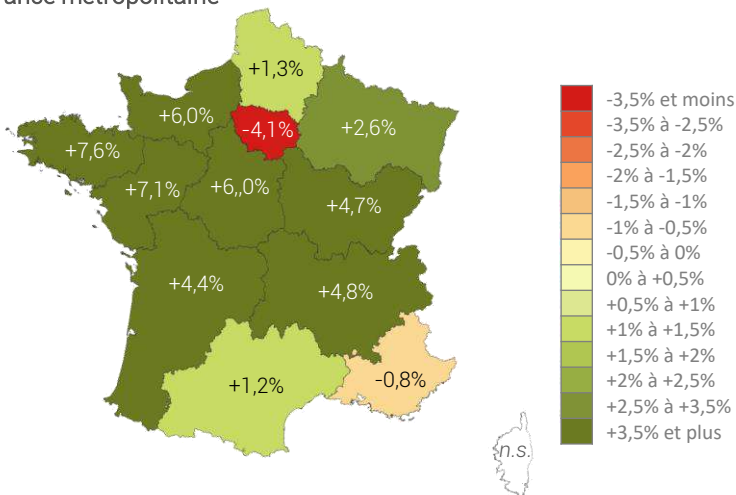 ance métropolitaine
+1,3%
+6,0%
-4,1%
+2,6%
+7,6%
+7,1%
+6,,0%
+4,7%
+4,4%
+4,8%
+1,2%
-0,8%
n.s.
-3,5% et moins
-3,5% à -2,5%
-2,5% à -2%
-2% à -1,5%
-1,5% à -1%
-1% à -0,5%
-0,5% à 0%
0% à +0,5%
+0,5% à +1%
+1% à +1,5%
+1,5% à +2%
+2% à +2,5%
+2,5% à +3,5%
+3,5% et plus